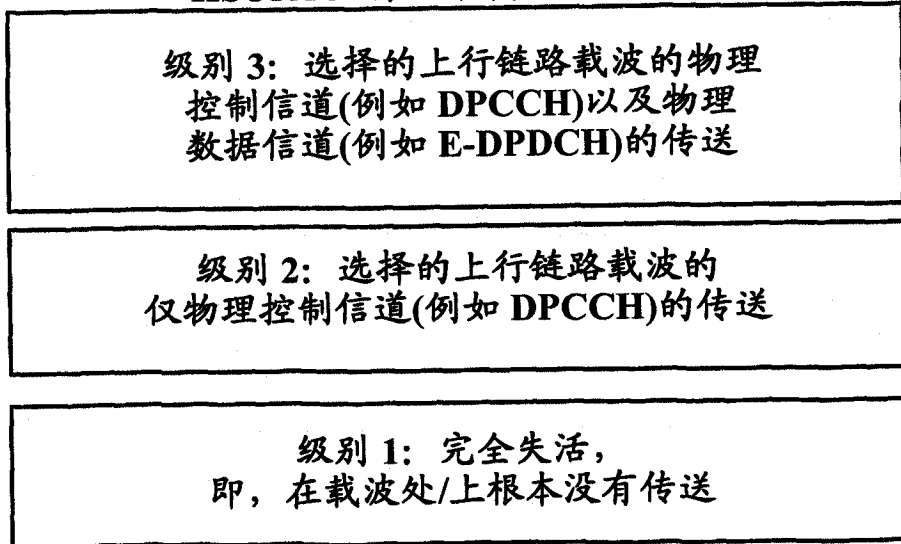 级别 3: 选择的上行链路载波的物理
控制信道(例如 DPCCH)以及物理
数据信道(例如 E-DPDCH)的传送
级别 2: 选择的上行链路载波的
仅物理控制信道(例如 DPCCH)的传送
级别 1: 完全失活,
即, 在载波处/上根本没有传送